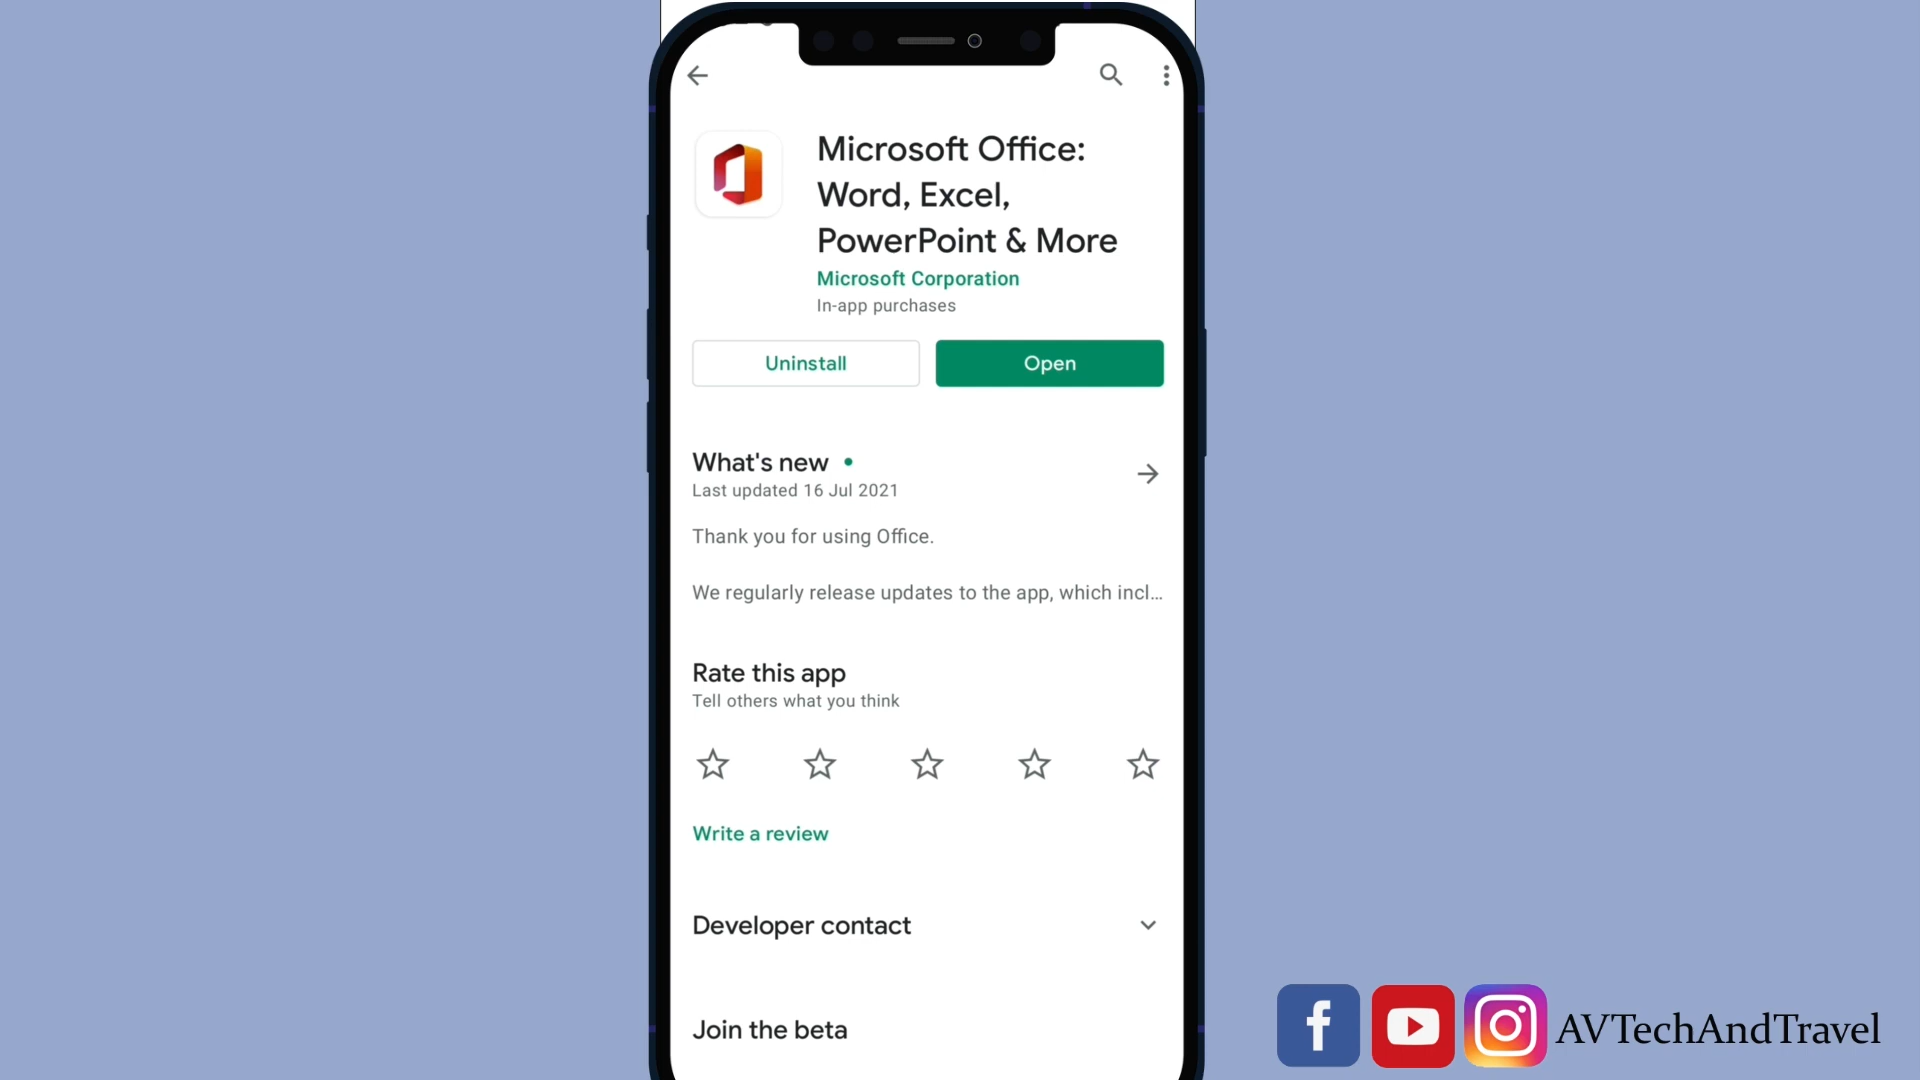 Microsoft Office:
Word, Excel,
PowerPoint & More
Microsoft Corporation
In-app purchases
Uninstall
Open
What's new
Last updated 16 Jul 2021
Thank you for using Office.
We regularly release updates to the app, which incl...
Rate this app
Tell others what you think
Write a review
Developer contact
Join the beta
AVTechAndTravel